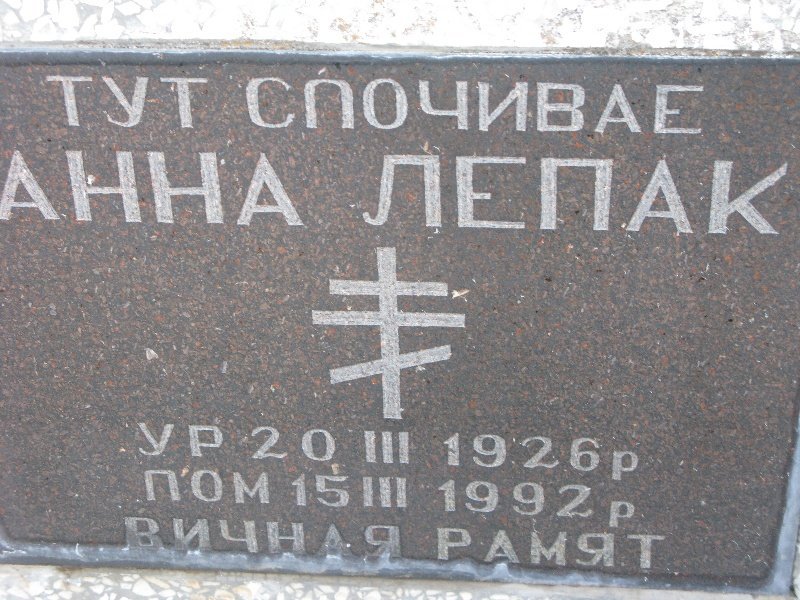 ТУТ СПОЧИВАЕ
АННА ЛЕПАК
УР 20 III 1926р
ПОМ 15 III 1992р
ВИЧНАЯ РАМЯТ